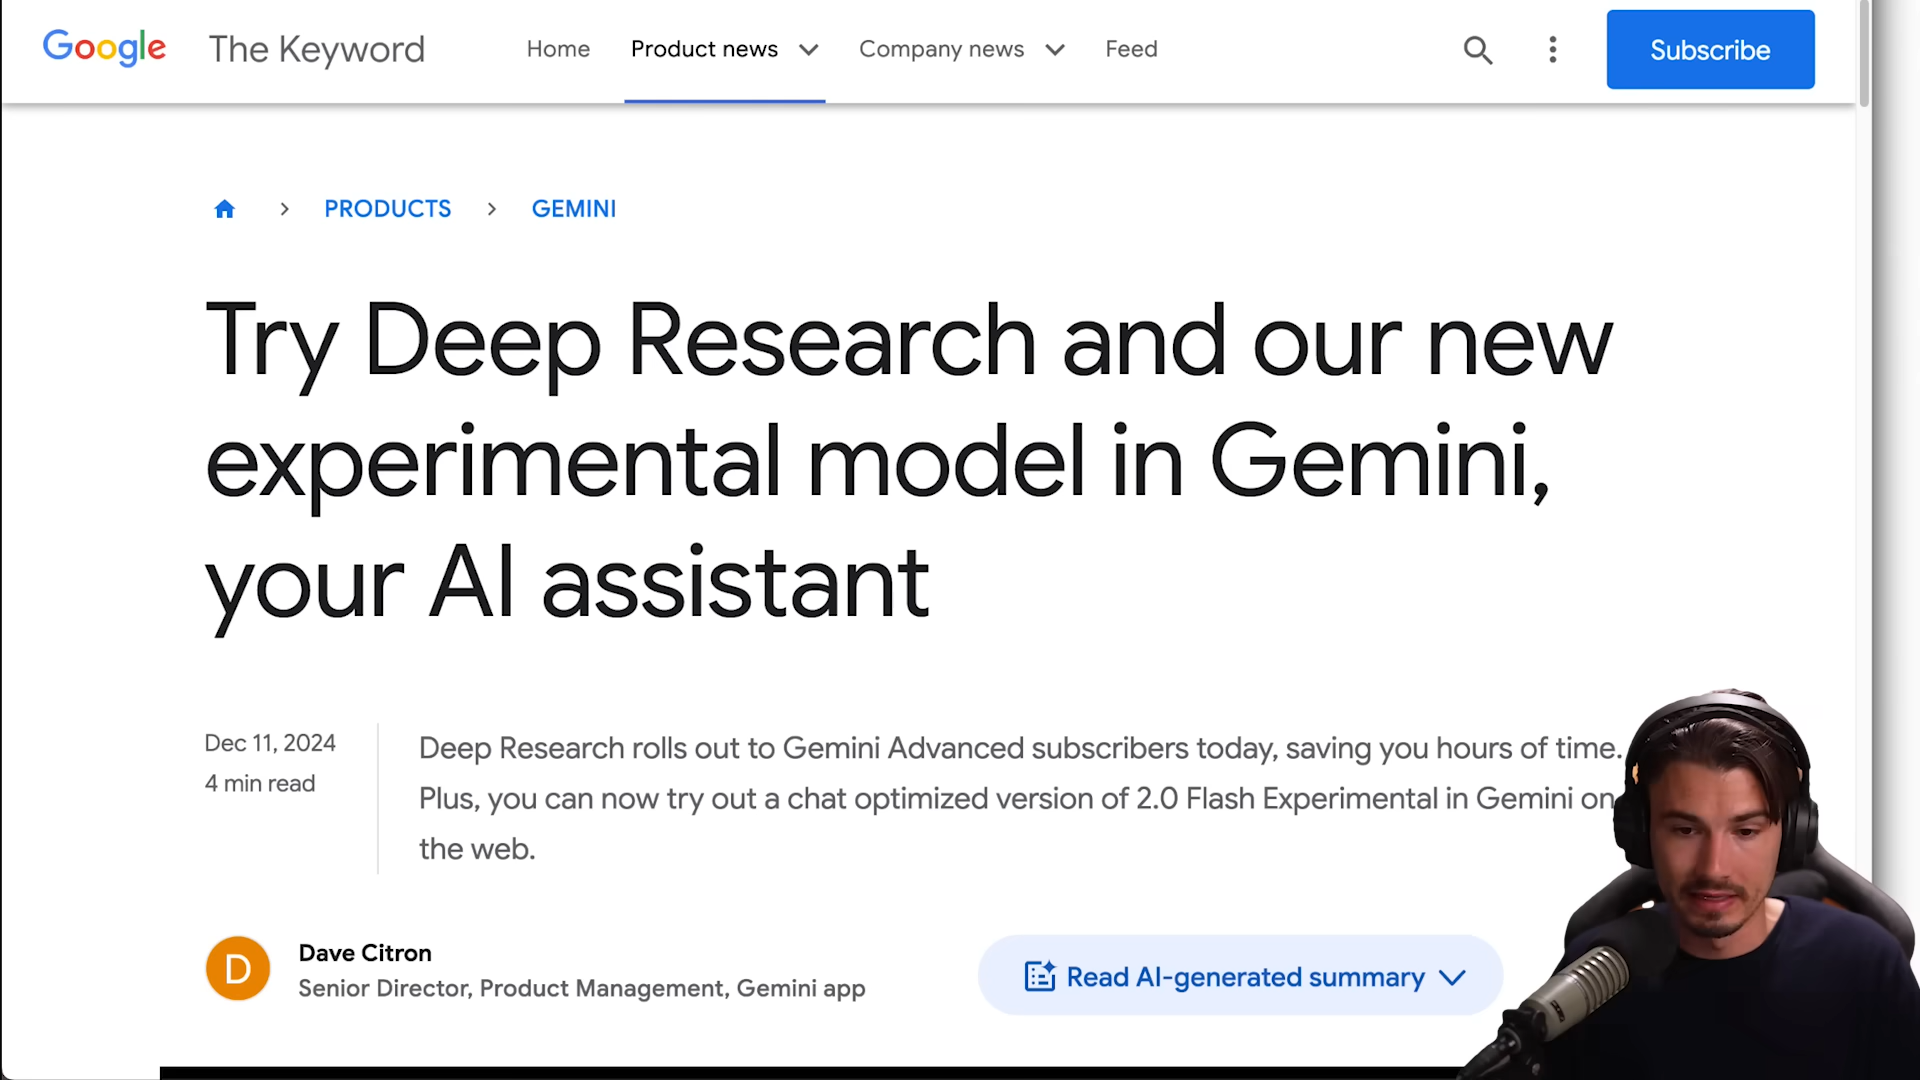 Google The Keyword Home Product news Company news Feed Subscribe
PRODUCTS GEMINI
Try Deep Research and our new
experimental model in Gemini,
your AI assistant
Dec 11, 2024
4 min read
Deep Research rolls out to Gemini Advanced subscribers today, saving you hours of time.
Plus, you can now try out a chat optimized version of 2.0 Flash Experimental in Gemini on
the web.
D
Dave Citron
Senior Director, Product Management, Gemini app
Read AI-generated summary